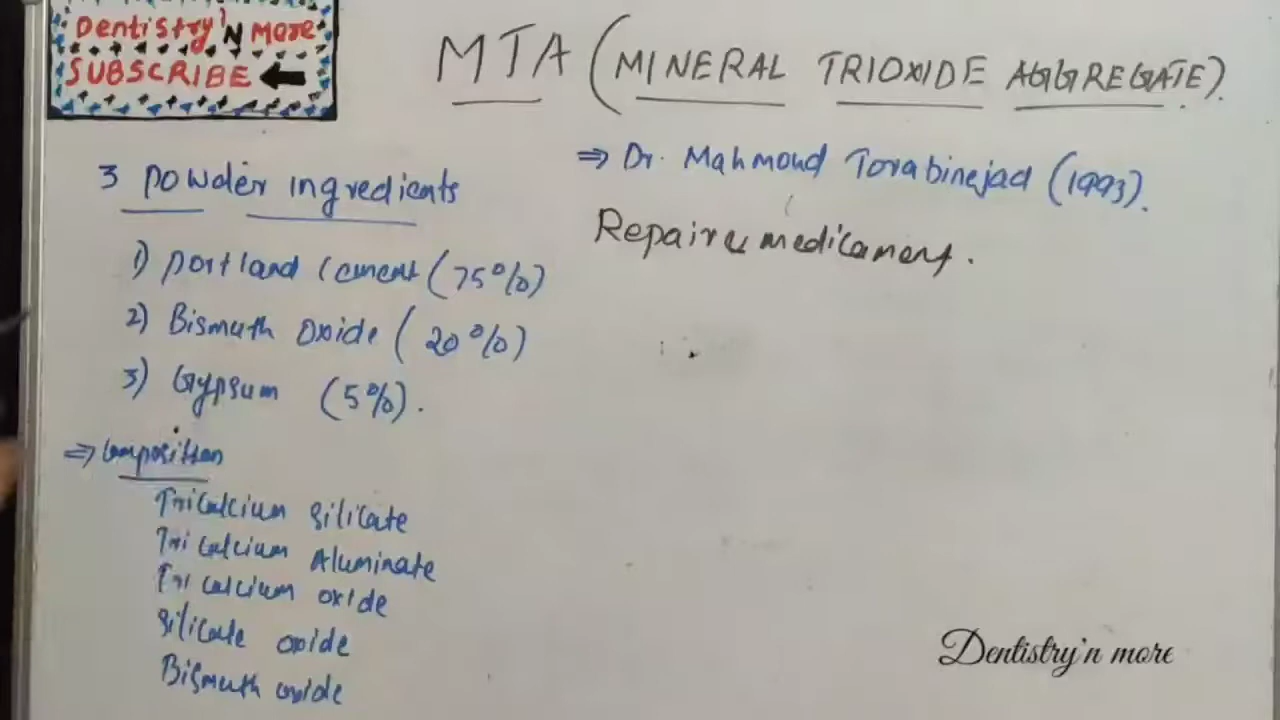 Dentistry'N More
SUBSCRIBE
MTA (MINERAL TRIOXIDE AGGREGATE).
⇒ Dr. Mahmoud Torabinejad (1993).
Repair & medicament.
3 powder ingredients
1) Portland Cement (75%)
2) Bismuth Oxide (20%)
3) Gypsum (5%).
⇒ Composition
Tricalcium Silicate
Tri calcium Aluminate
Tri calcium oxide
Silicate oxide
Bismuth oxide
Dentistry'n more